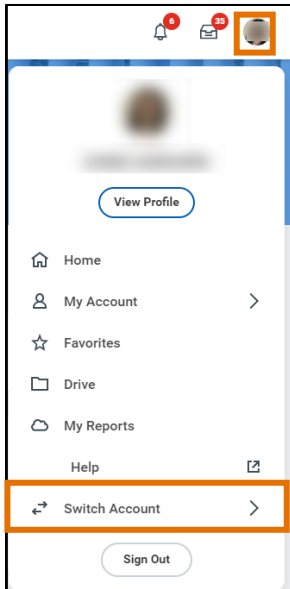 6
35
View Profile
Home
My Account
Favorites
Drive
My Reports
Help
Switch Account
Sign Out